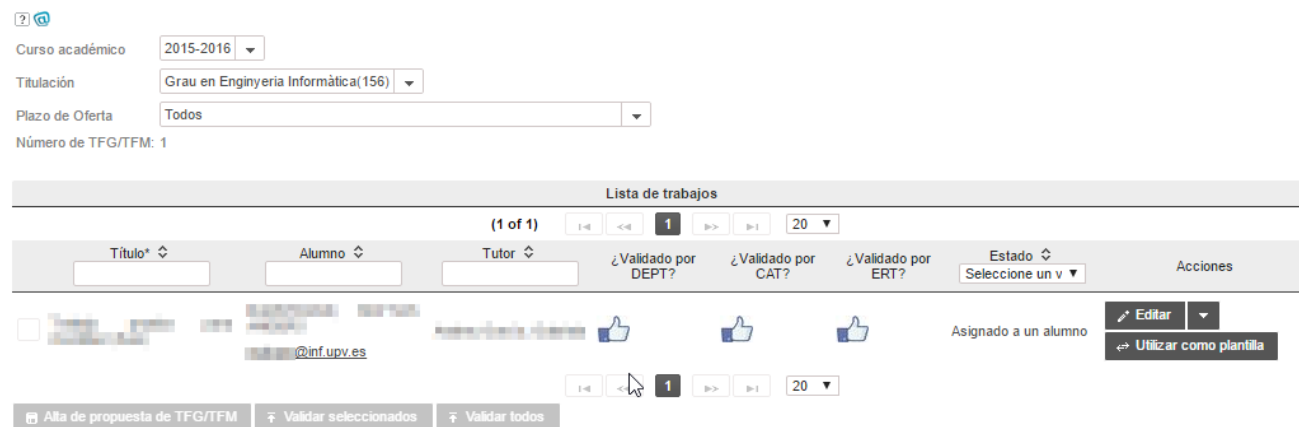 ?
Curso académico 2015-2016
Titulación Grau en Enginyeria Informàtica(156)
Plazo de Oferta Todos
Número de TFG/TFM: 1
Lista de trabajos
(1 of 1) 1 20
Título* Alumno Tutor ¿Validado por DEPT? ¿Validado por CAT? ¿Validado por ERT? Estado Acciones
Seleccione un v
@inf.upv.es
Asignado a un alumno
Editar
Utilizar como plantilla
1 20
Alta de propuesta de TFG/TFM Validar seleccionados Validar todos